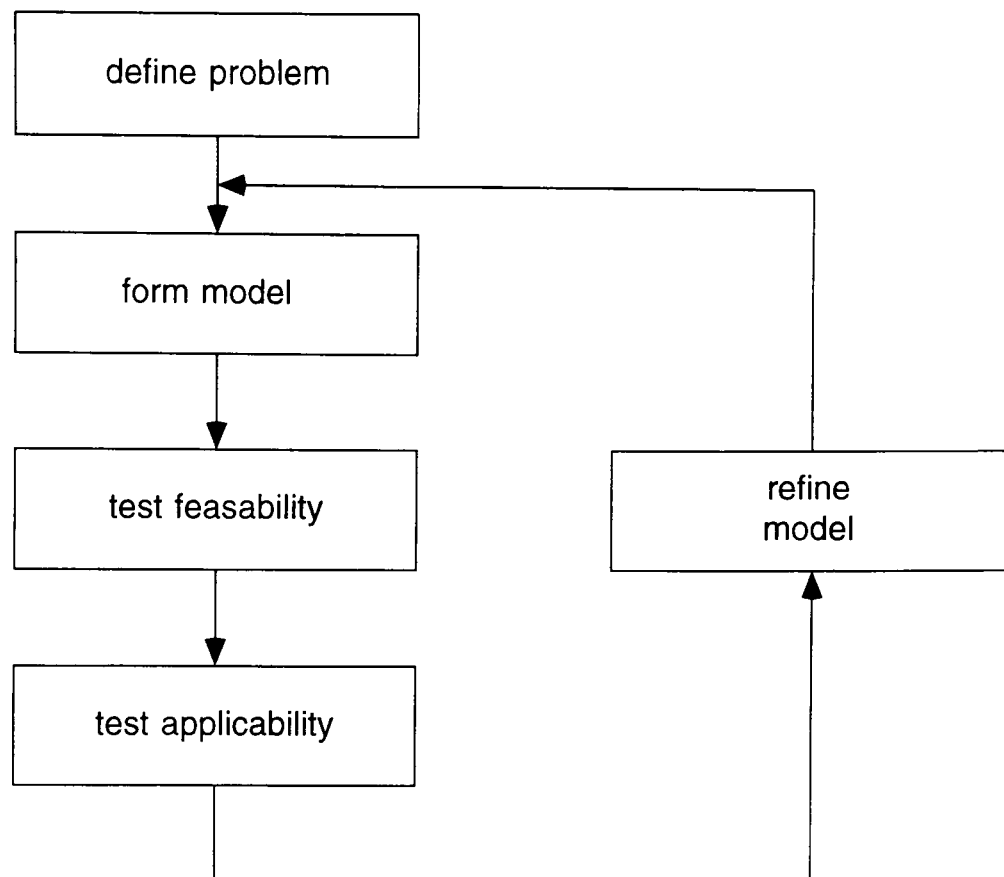 define problem
form model
test feasability
refine
model
test applicability